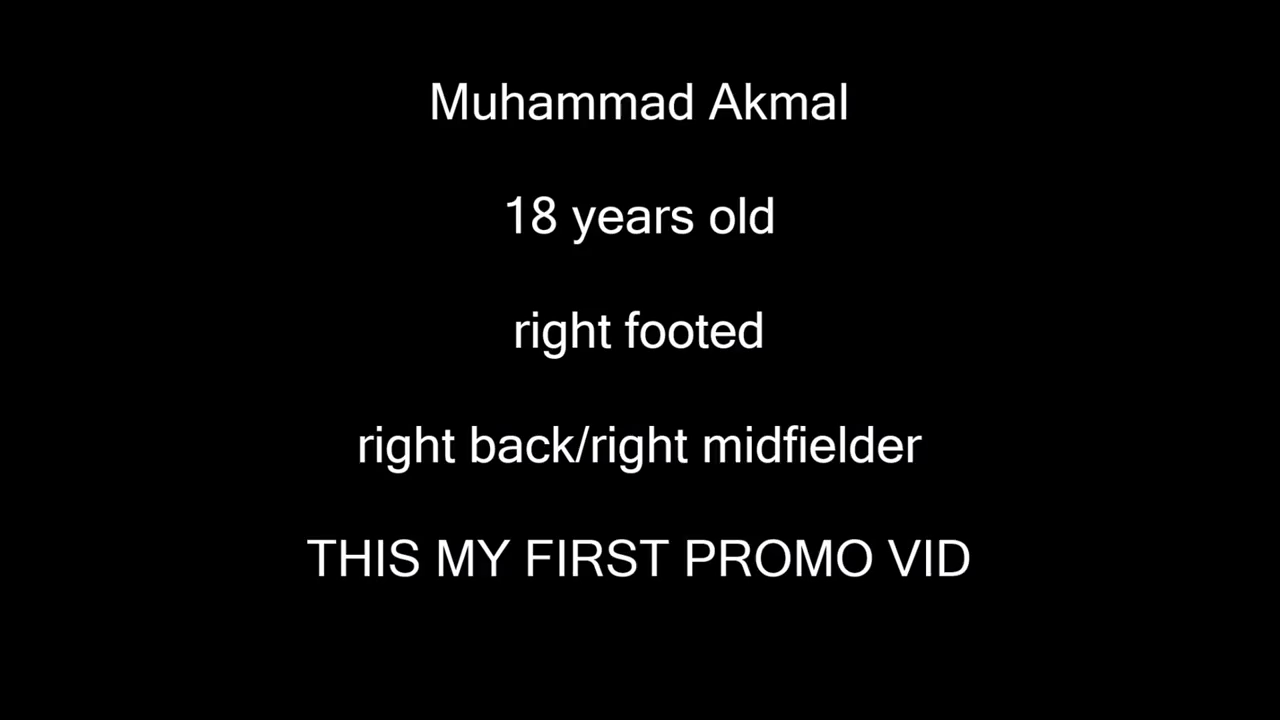 Muhammad Akmal
18 years old
right footed
right back/right midfielder
THIS MY FIRST PROMO VID